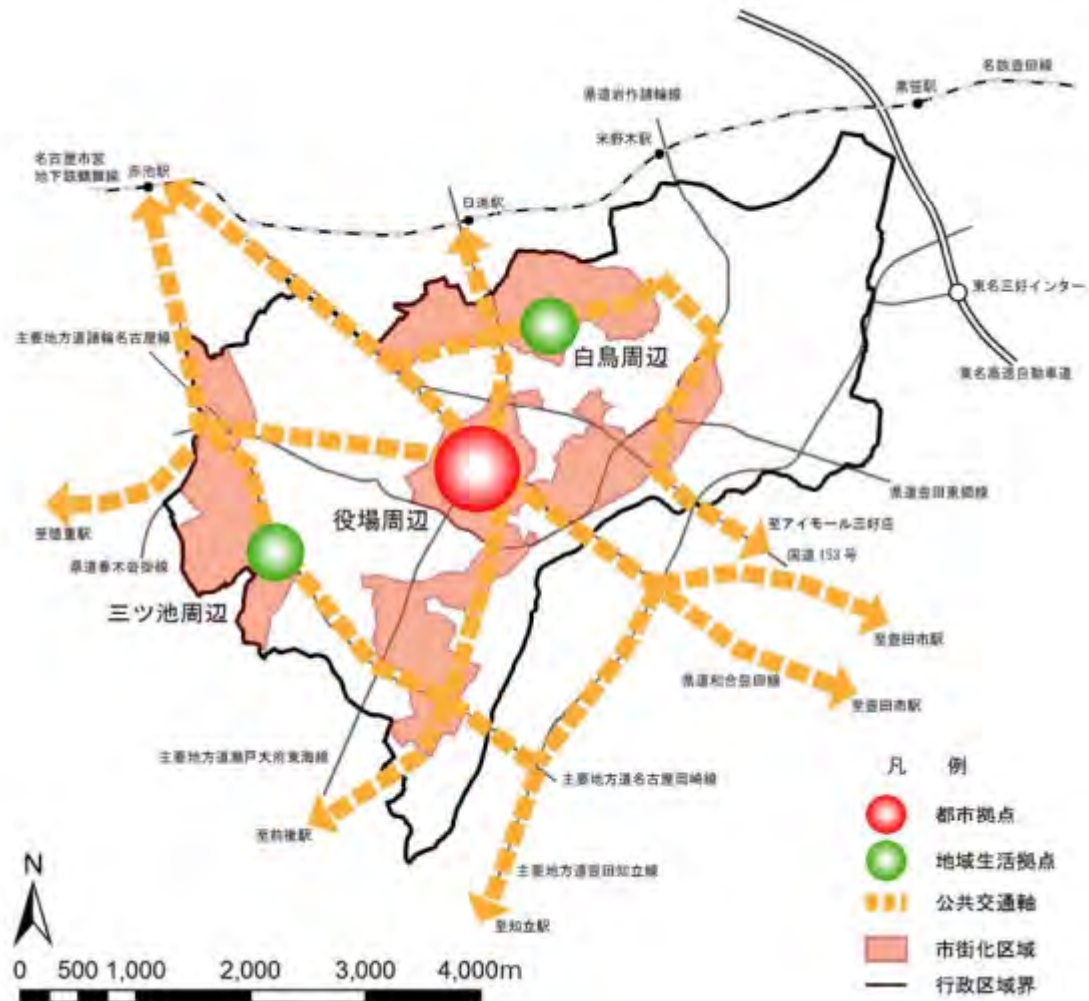 名鉄豊田線
黒笹駅
県道岩作諸輪線
米野木駅
名古屋市営
地下鉄鶴舞線
赤池駅
日進駅
東名三好インター
主要地方道諸輪名古屋線
白鳥周辺
東名高速自動車道
県道豊田東郷線
役場周辺
至アイモール三好店
国道153号
至徳重駅
県道春木沓掛線
三ツ池周辺
至豊田市駅
県道和合豊田線
至豊田市駅
主要地方道瀬戸大府東海線
主要地方道名古屋岡崎線
至前後駅
主要地方道豊田知立線
至知立駅
凡 例
都市拠点
地域生活拠点
公共交通軸
市街化区域
行政区域界
N
0 500 1,000 2,000 3,000 4,000m